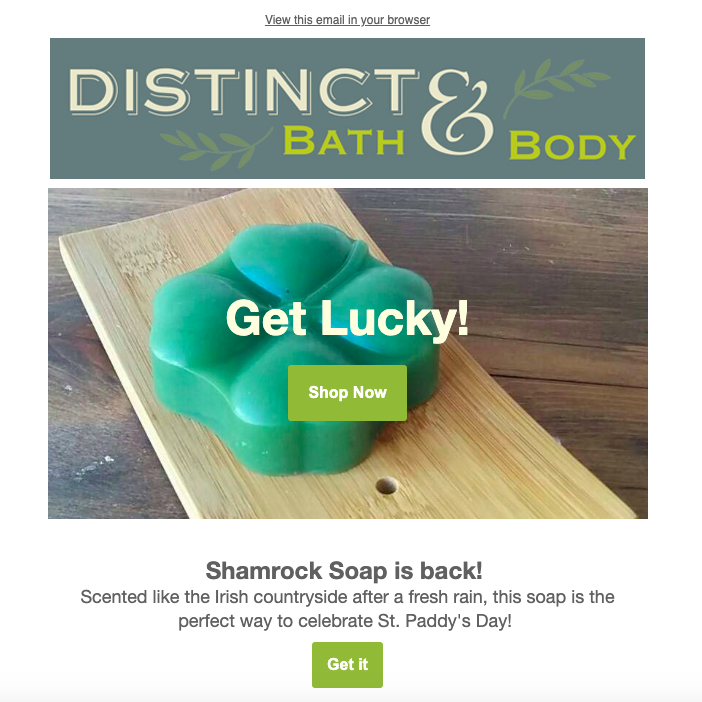 View this email in your browser
DISTINCT &
BATH BODY
Get Lucky!
Shop Now
Shamrock Soap is back!
Scented like the Irish countryside after a fresh rain, this soap is the
perfect way to celebrate St. Paddy's Day!
Get it